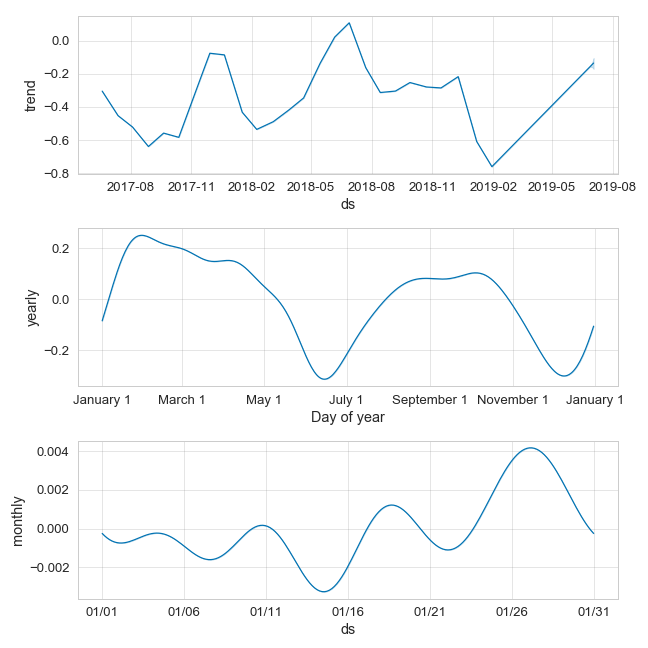 0.0
−0.2
−0.4
−0.6
−0.8
trend
2017-08 2017-11 2018-02 2018-05 2018-08 2018-11 2019-02 2019-05 2019-08
ds
0.2
0.0
−0.2
yearly
January 1 March 1 May 1 July 1 September 1 November 1 January 1
Day of year
0.004
0.002
0.000
−0.002
monthly
01/01 01/06 01/11 01/16 01/21 01/26 01/31
ds